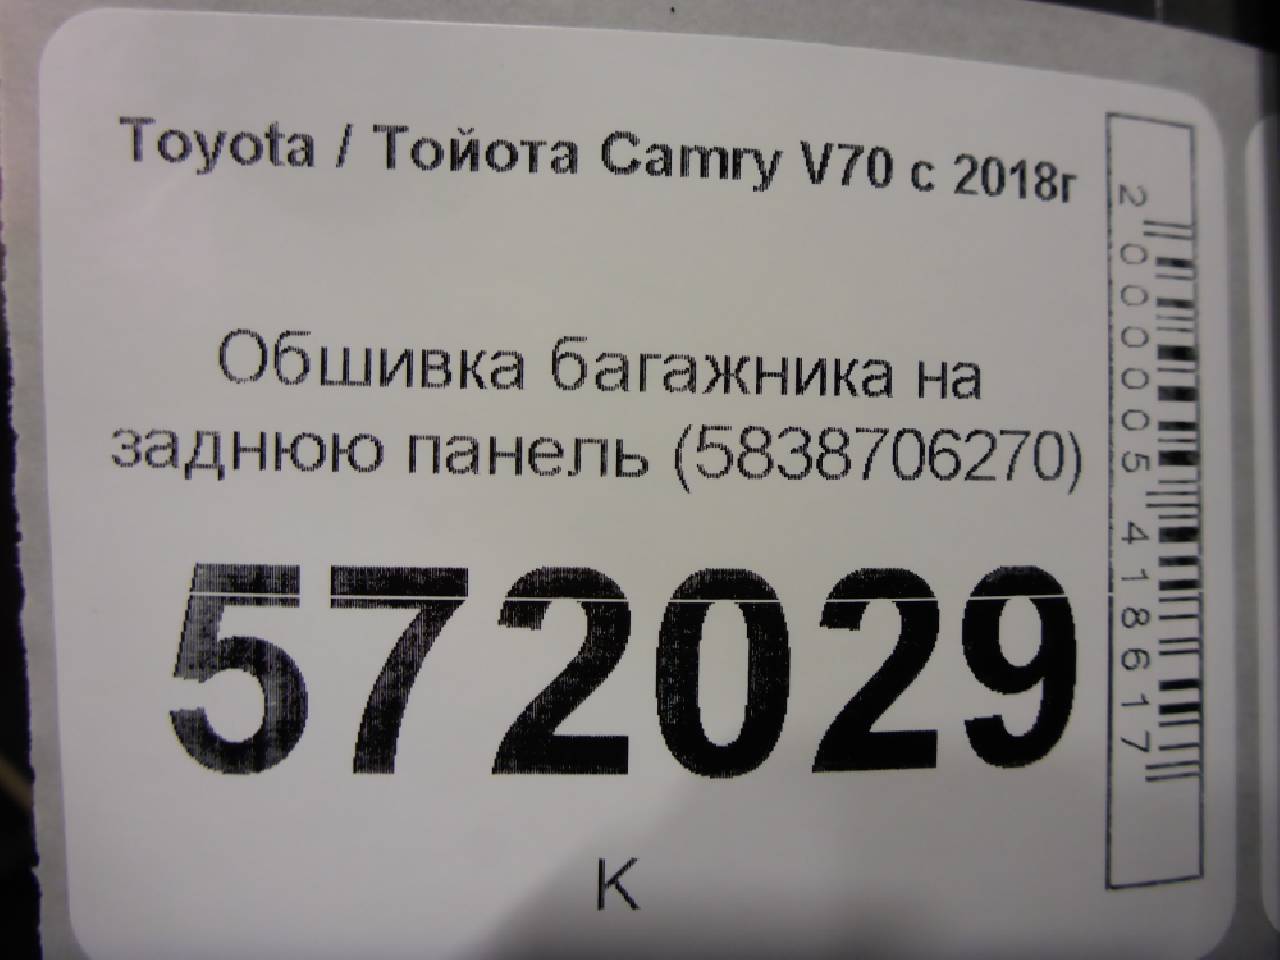 Toyota / Тойота Camry V70 с 2018г
Обшивка багажника на
заднюю панель (5838706270)
572029
К
2000005418617